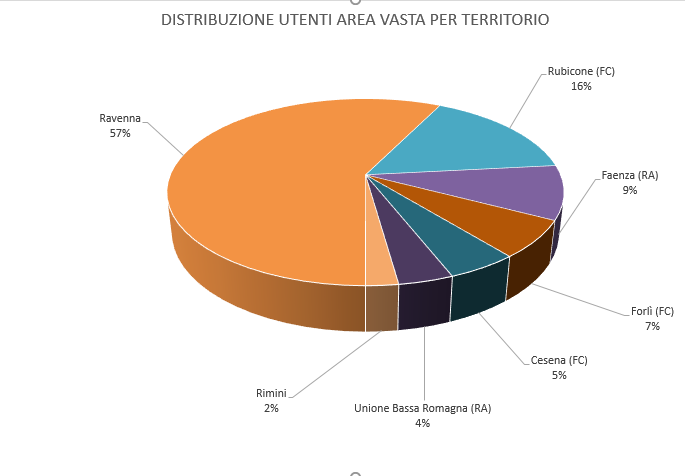 DISTRIBUZIONE UTENTI AREA VASTA PER TERRITORIO
Rubicone (FC)
16%
Ravenna
57%
Faenza (RA)
9%
Forlì (FC)
7%
Cesena (FC)
5%
Rimini
2%
Unione Bassa Romagna (RA)
4%